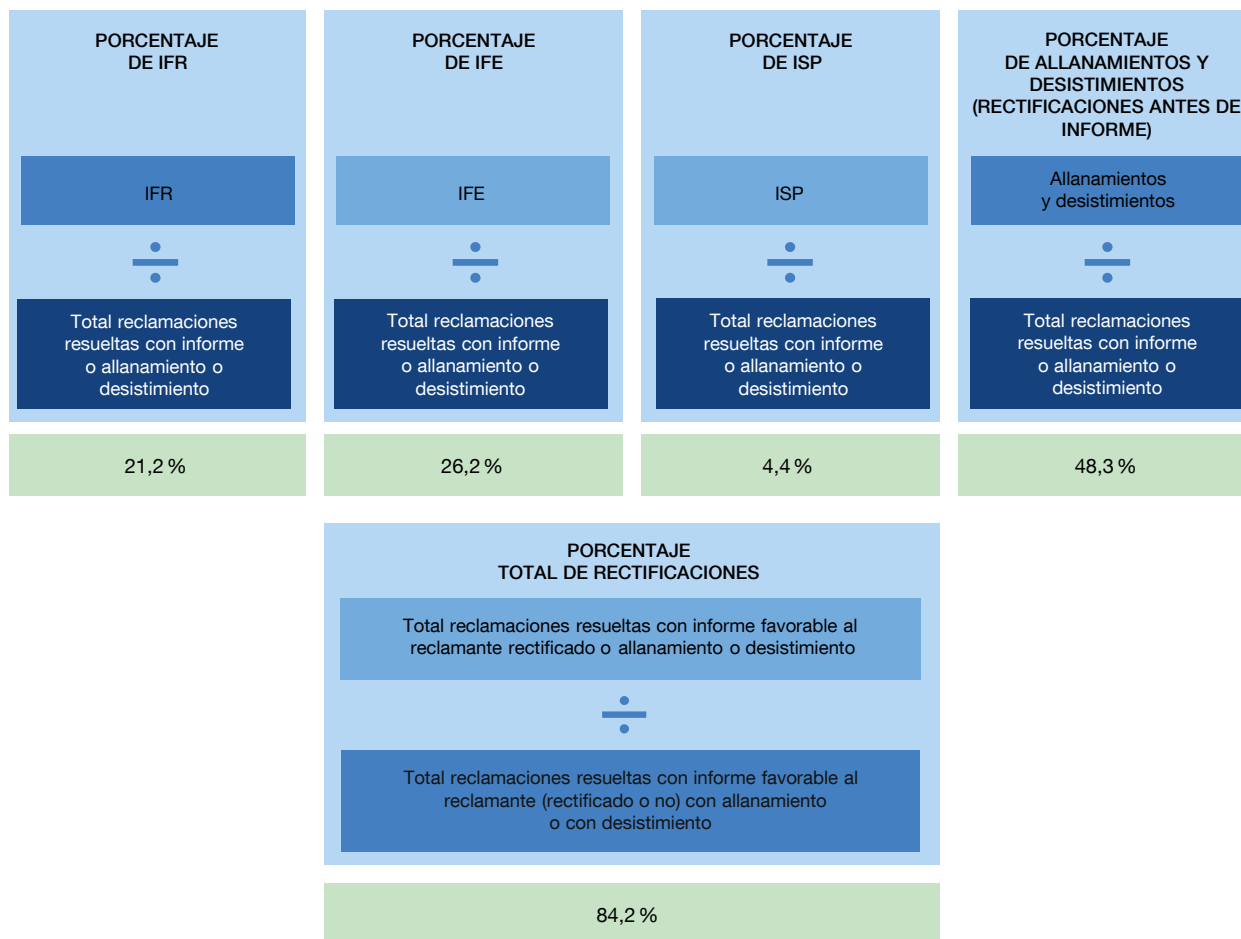 PORCENTAJE
DE IFR
IFR
Total reclamaciones
resueltas con informe
o allanamiento o
desistimiento
21,2 %
PORCENTAJE
DE IFE
IFE
Total reclamaciones
resueltas con informe
o allanamiento o
desistimiento
26,2 %
PORCENTAJE
DE ISP
ISP
Total reclamaciones
resueltas con informe
o allanamiento o
desistimiento
4,4 %
PORCENTAJE
DE ALLANAMIENTOS Y
DESISTIMIENTOS
(RECTIFICACIONES ANTES DE
INFORME)
Allanamientos
y desistimientos
Total reclamaciones
resueltas con informe
o allanamiento o
desistimiento
48,3 %
PORCENTAJE
TOTAL DE RECTIFICACIONES
Total reclamaciones resueltas con informe favorable al
reclamante rectificado o allanamiento o desistimiento
Total reclamaciones resueltas con informe favorable al
reclamante (rectificado o no) con allanamiento
o con desistimiento
84,2 %